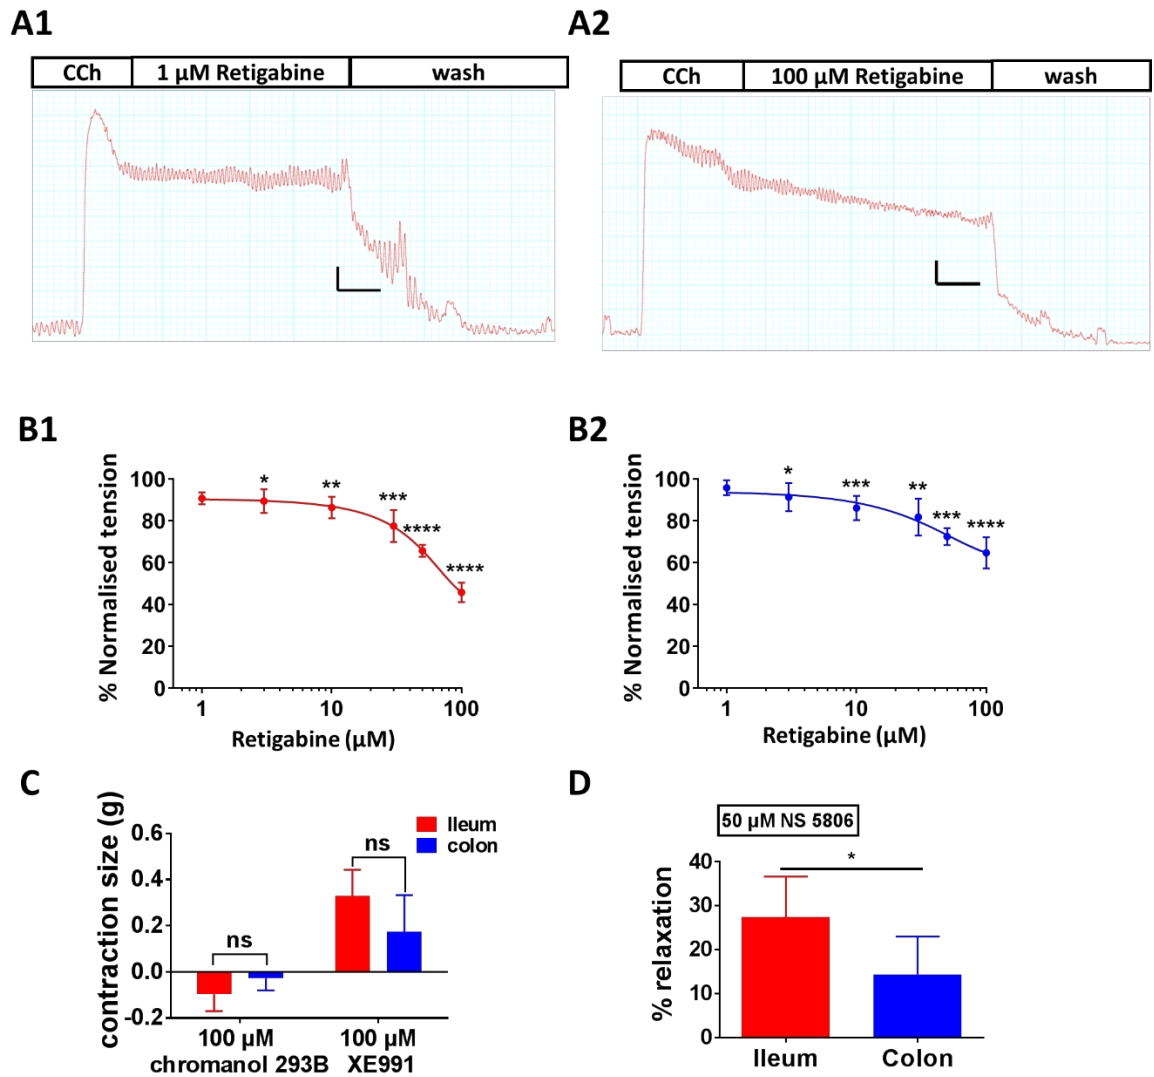 A1
CCh 1 µM Retigabine wash
A2
CCh 100 µM Retigabine wash
B1
% Normalised tension
100
80
60
40
20
0
* ** *** **** ****
1 10 100
Retigabine (µM)
B2
% Normalised tension
100
80
60
40
20
0
* *** ** *** ****
1 10 100
Retigabine (µM)
C
contraction size (g)
0.6
0.4
0.2
0.0
-0.2
Ileum
colon
ns
ns
100 µM
chromanol 293B
100 µM
XE991
D
50 µM NS 5806
% relaxation
40
30
20
10
0
*
Ileum Colon